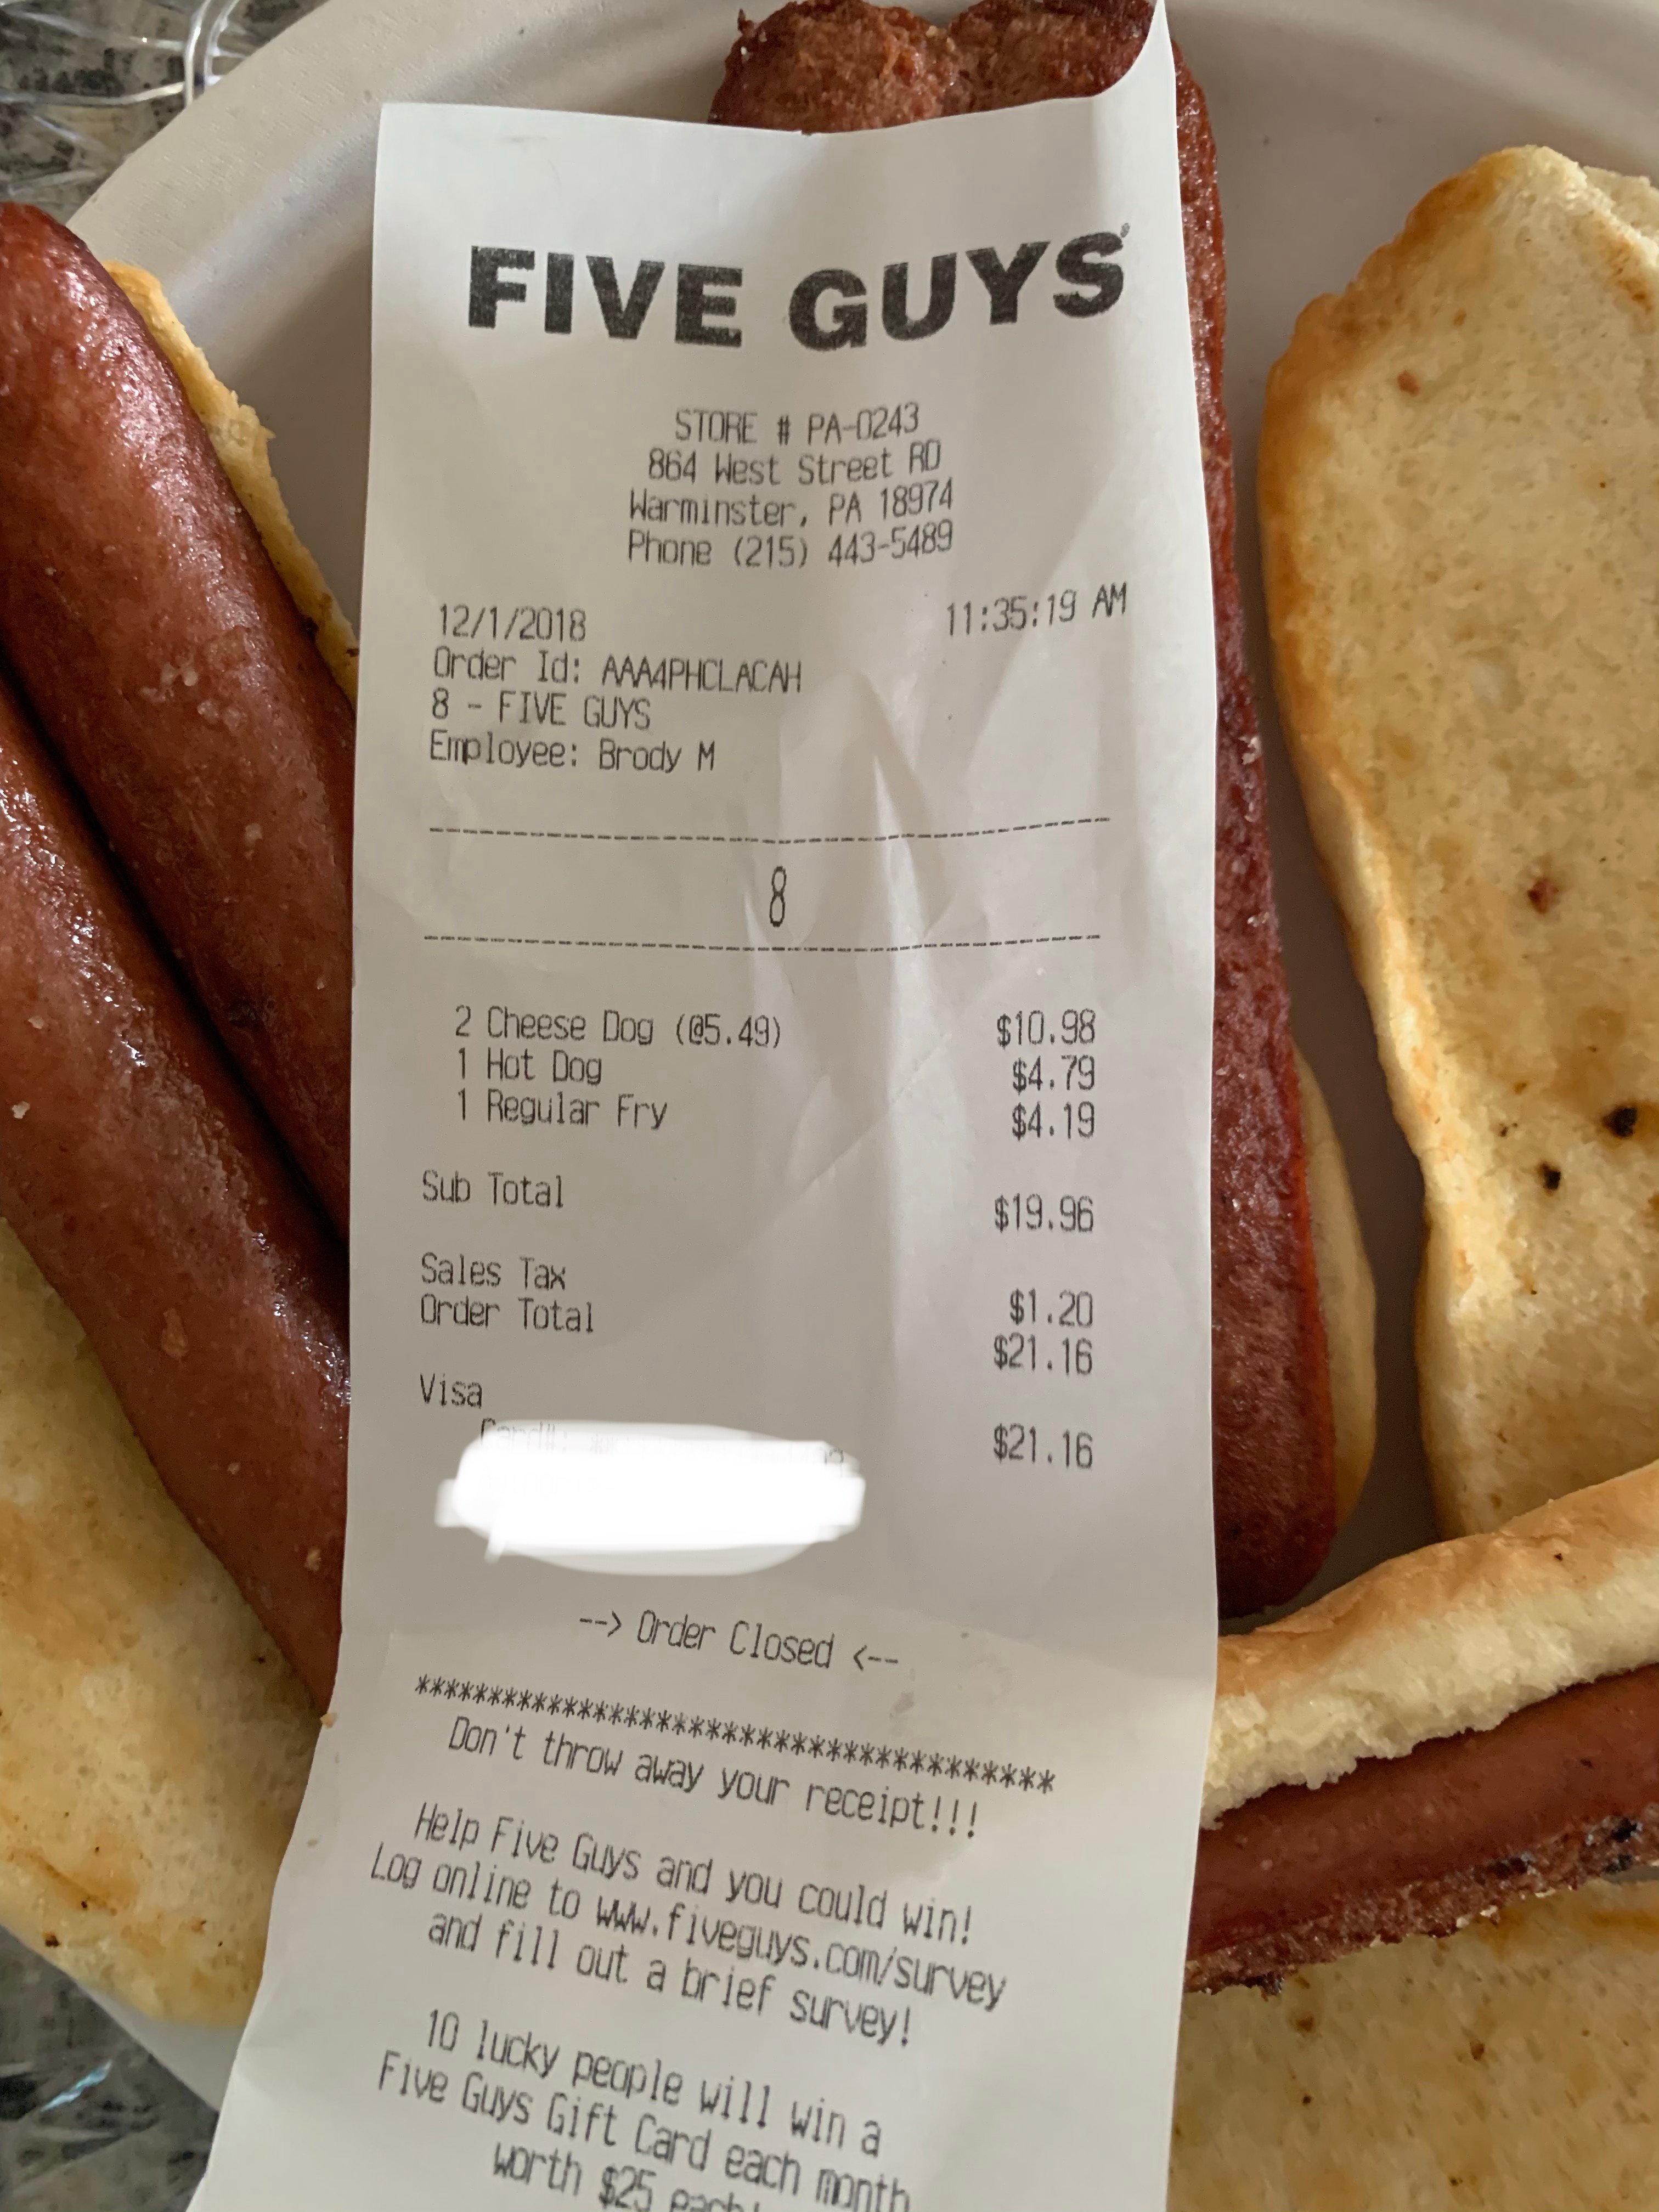 FIVE GUYS®
STORE # PA-0243
864 West Street RD
Warminster, PA 18974
Phone (215) 443-5489
12/1/2018 11:35:19 AM
Order Id: AAA4PHCLACAH
8 - FIVE GUYS
Employee: Brody M
8
2 Cheese Dog (@5.49) $10.98
1 Hot Dog $4.79
1 Regular Fry $4.19
Sub Total $19.96
Sales Tax $1.20
Order Total $21.16
Visa $21.16
--> Order Closed <--
*******************************************
Don't throw away your receipt!!!
Help Five Guys and you could win!
Log online to www.fiveguys.com/survey
and fill out a brief survey!
10 lucky people will win a
Five Guys Gift Card each month
worth $25 each!